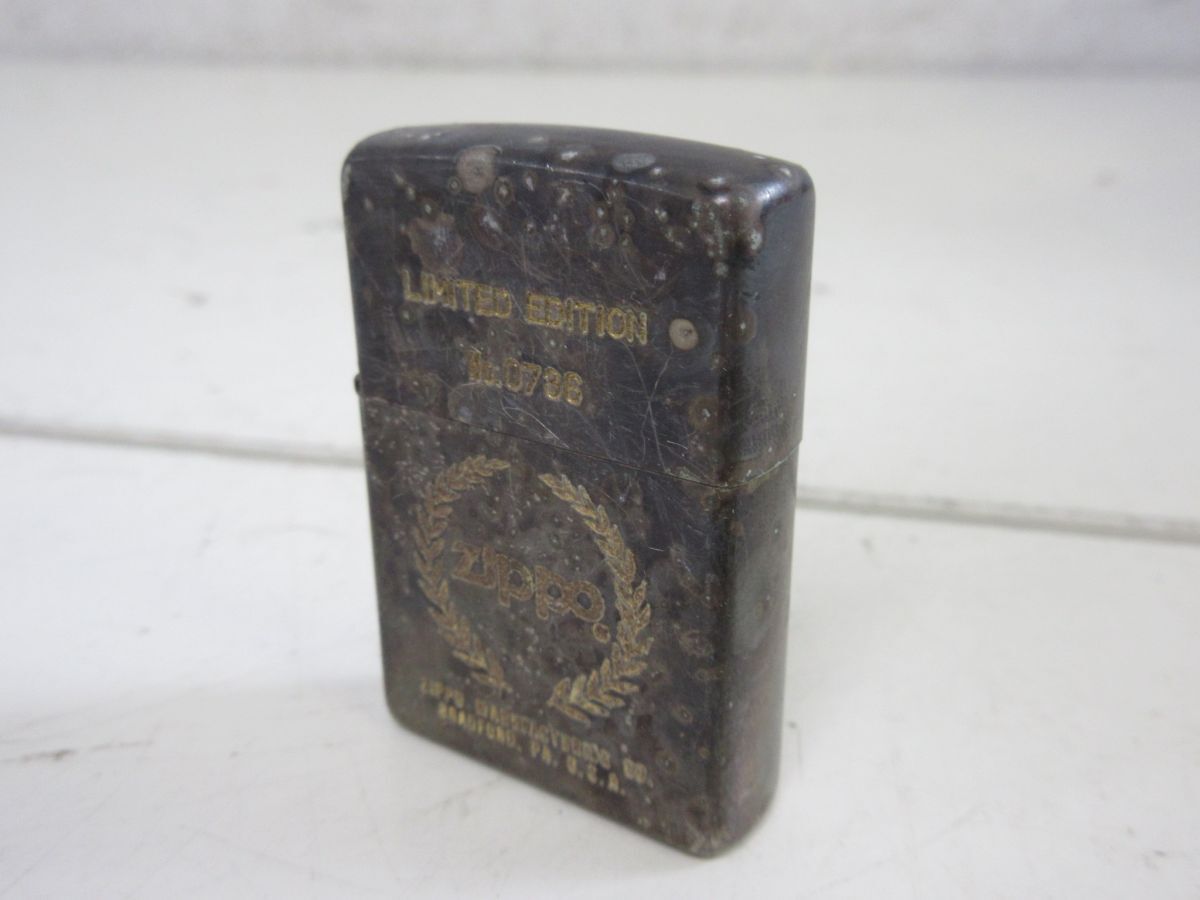 LIMITED EDITION
No. 0736
Zippo
ZIPPO MANUFACTURING CO.
BRADFORD, PA. U.S.A.